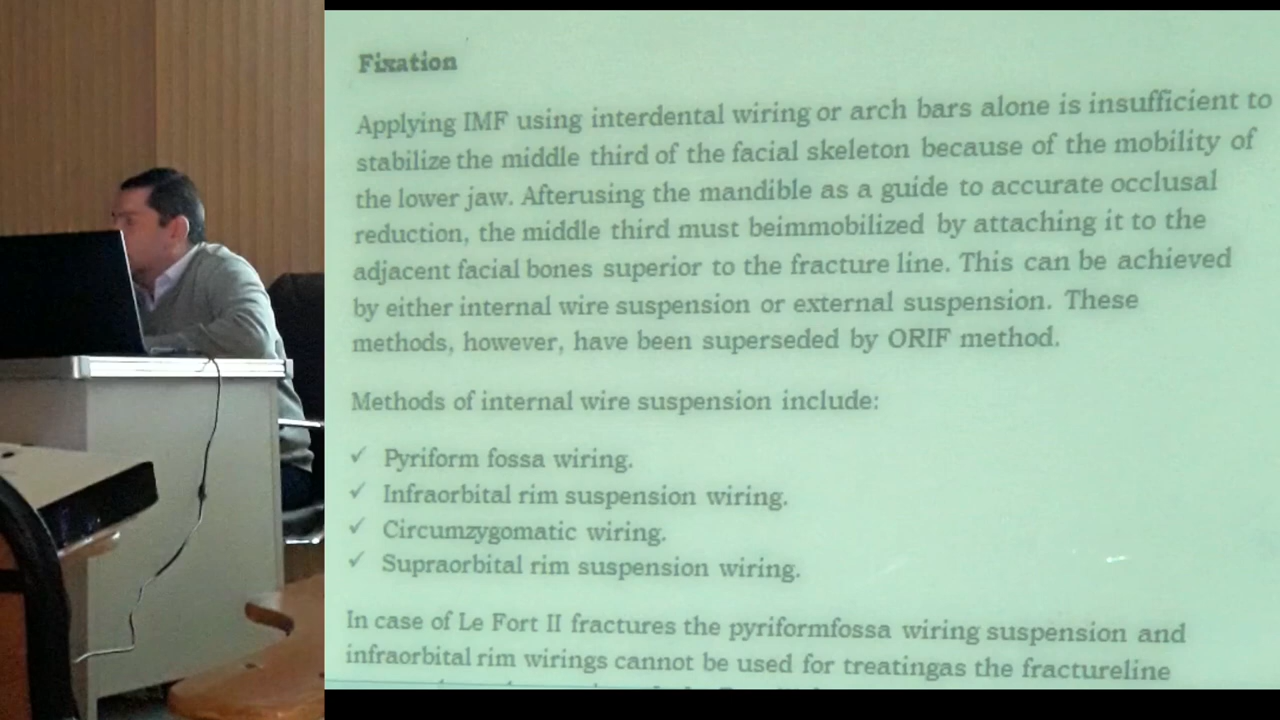 Fixation
Applying IMF using interdental wiring or arch bars alone is insufficient to
stabilize the middle third of the facial skeleton because of the mobility of
the lower jaw. Afterusing the mandible as a guide to accurate occlusal
reduction, the middle third must beimmobilized by attaching it to the
adjacent facial bones superior to the fracture line. This can be achieved
by either internal wire suspension or external suspension. These
methods, however, have been superseded by ORIF method.
Methods of internal wire suspension include:
✓ Pyriform fossa wiring.
✓ Infraorbital rim suspension wiring.
✓ Circumzygomatic wiring.
✓ Supraorbital rim suspension wiring.
In case of Le Fort II fractures the pyriformfossa wiring suspension and
infraorbital rim wirings cannot be used for treatingas the fractureline